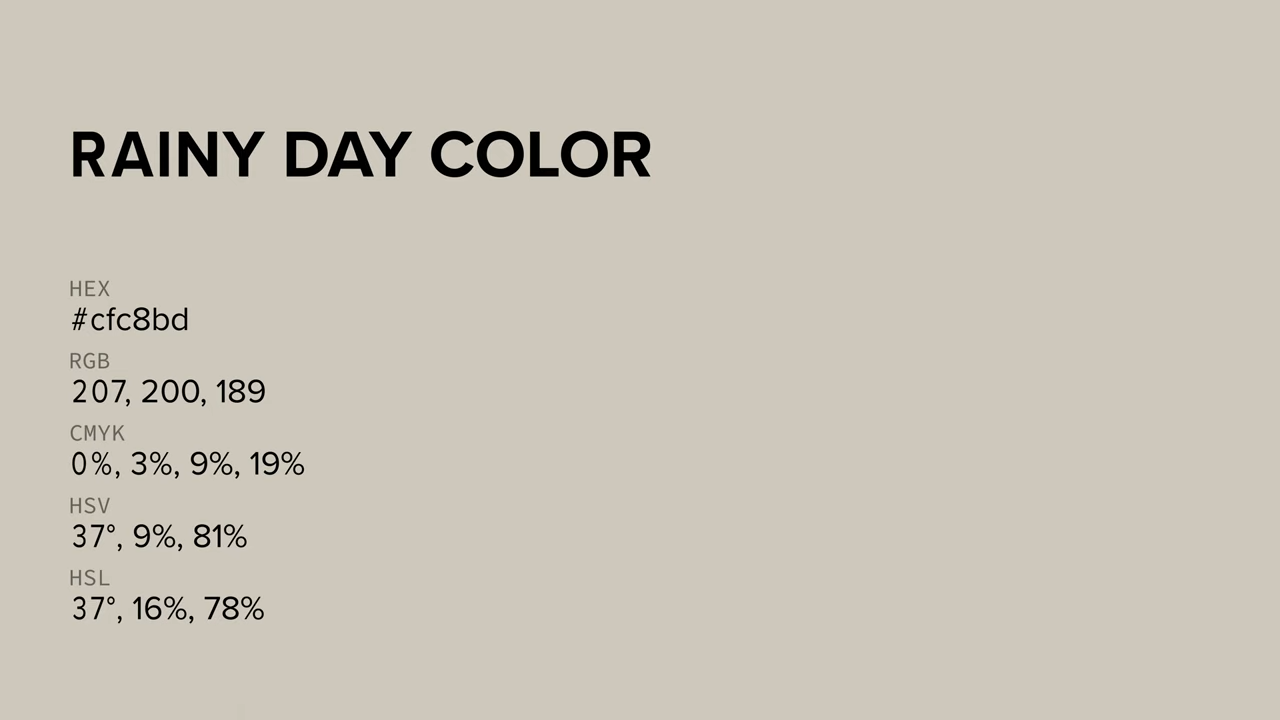 RAINY DAY COLOR
HEX
#cfc8bd
RGB
207, 200, 189
CMYK
0%, 3%, 9%, 19%
HSV
37°, 9%, 81%
HSL
37°, 16%, 78%